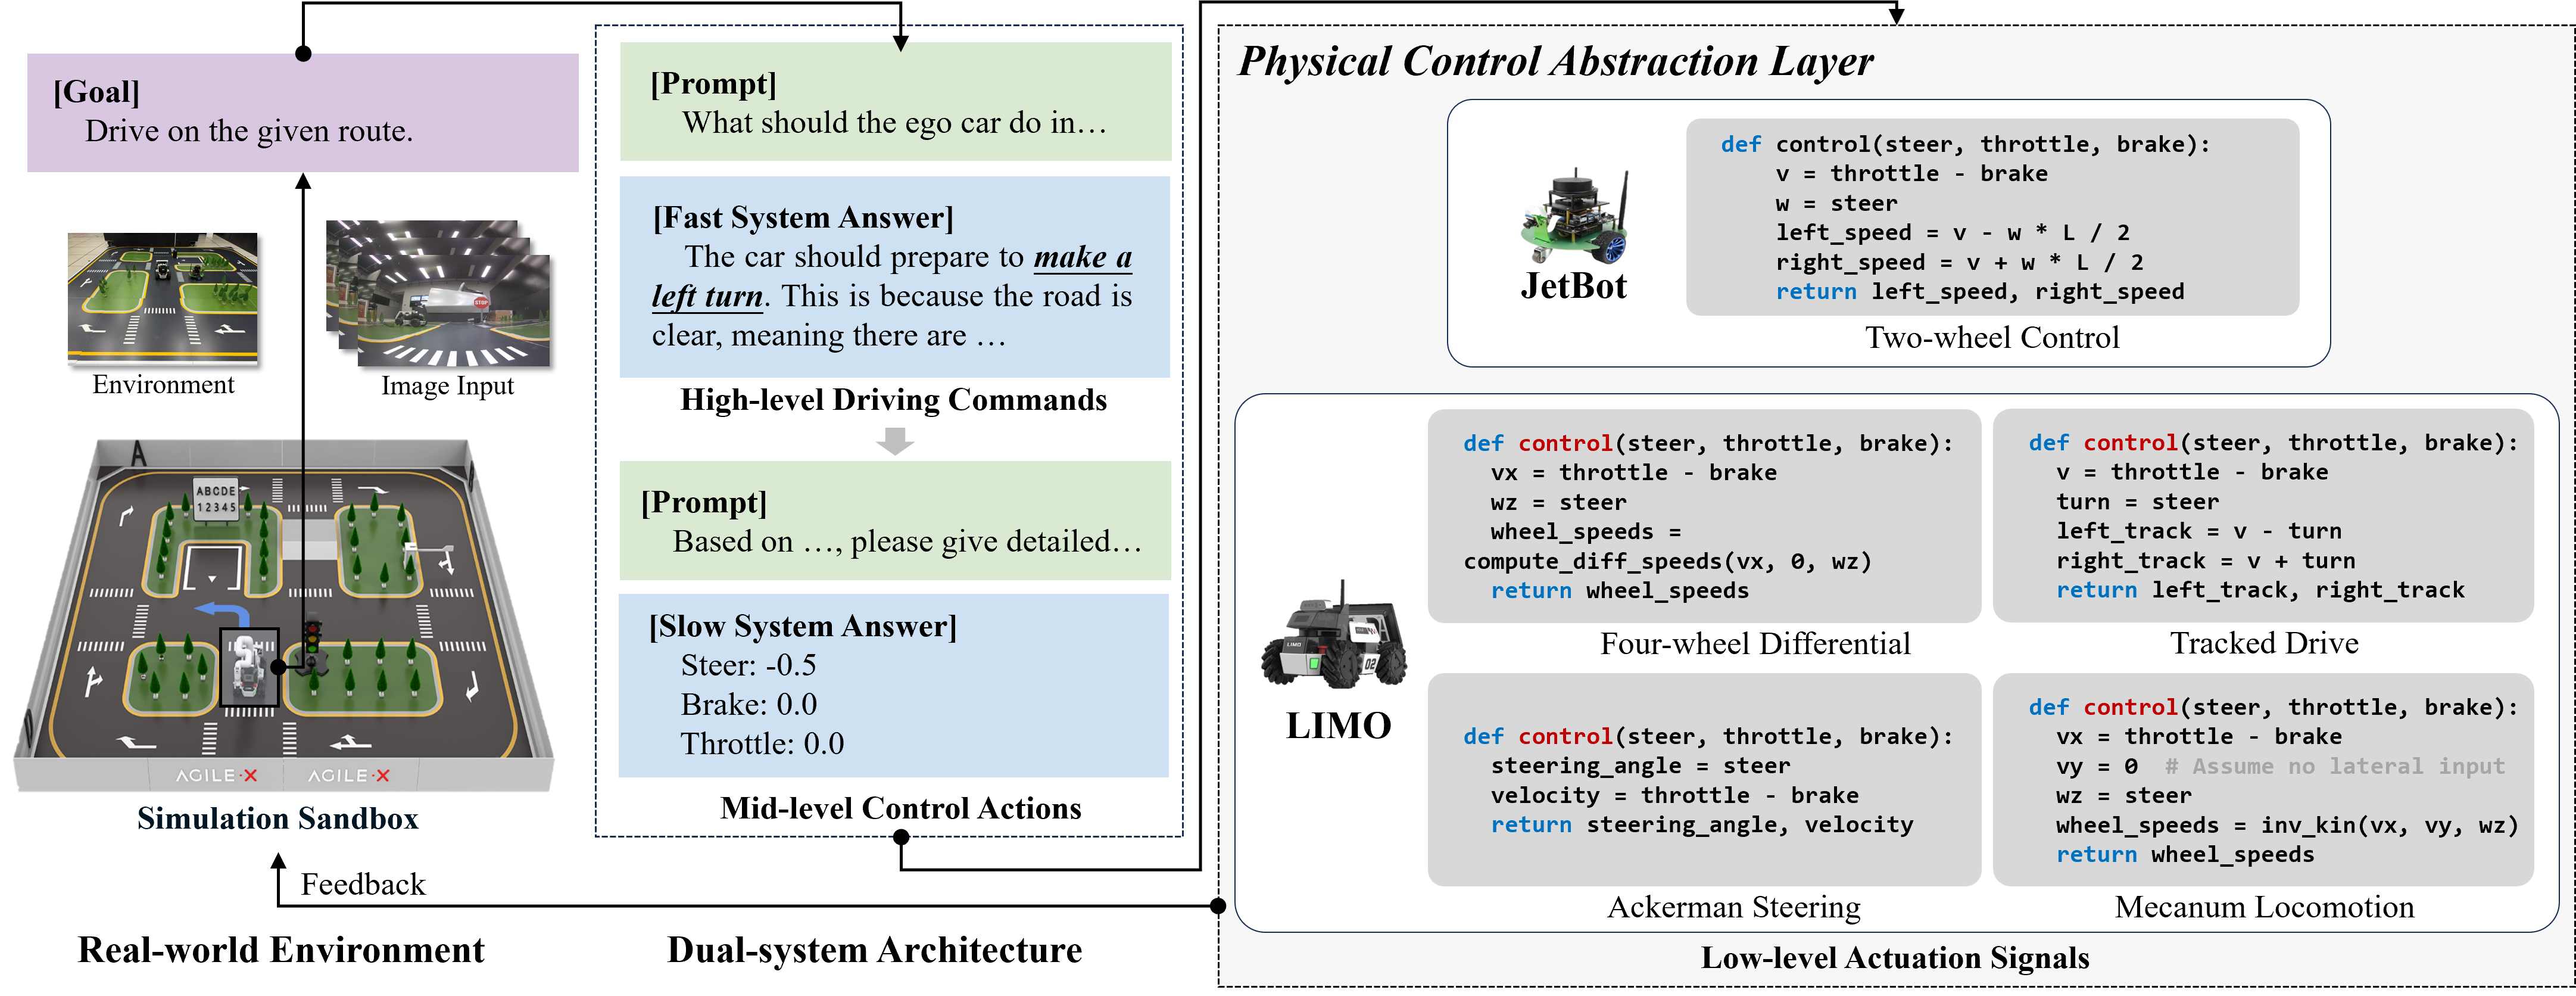 [Goal]
Drive on the given route.
Environment
Image Input
STOP
A
ABCDE
12345
AGILE·X
AGILE·X
Simulation Sandbox
Feedback
Real-world Environment
[Prompt]
What should the ego car do in…
[Fast System Answer]
The car should prepare to make a
left turn. This is because the road is
clear, meaning there are …
High-level Driving Commands
[Prompt]
Based on …, please give detailed…
[Slow System Answer]
Steer: -0.5
Brake: 0.0
Throttle: 0.0
Mid-level Control Actions
Dual-system Architecture
Physical Control Abstraction Layer
JetBot
def control(steer, throttle, brake):
v = throttle - brake
w = steer
left_speed = v - w * L / 2
right_speed = v + w * L / 2
return left_speed, right_speed
Two-wheel Control
LIMO
02
LIMO
def control(steer, throttle, brake):
vx = throttle - brake
wz = steer
wheel_speeds =
compute_diff_speeds(vx, 0, wz)
return wheel_speeds
Four-wheel Differential
def control(steer, throttle, brake):
v = throttle - brake
turn = steer
left_track = v - turn
right_track = v + turn
return left_track, right_track
Tracked Drive
def control(steer, throttle, brake):
steering_angle = steer
velocity = throttle - brake
return steering_angle, velocity
Ackerman Steering
def control(steer, throttle, brake):
vx = throttle - brake
vy = 0  # Assume no lateral input
wz = steer
wheel_speeds = inv_kin(vx, vy, wz)
return wheel_speeds
Mecanum Locomotion
Low-level Actuation Signals